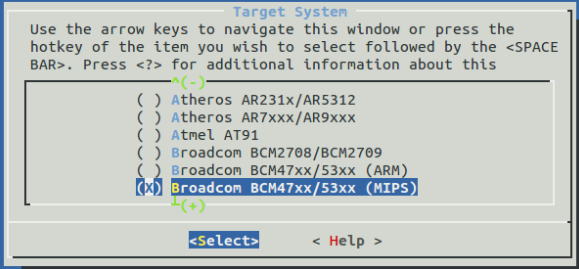 Target System
Use the arrow keys to navigate this window or press the
hotkey of the item you wish to select followed by the <SPACE
BAR>. Press <?> for additional information about this
^(-)
( ) Atheros AR231x/AR5312
( ) Atheros AR7xxx/AR9xxx
( ) Atmel AT91
( ) Broadcom BCM2708/BCM2709
( ) Broadcom BCM47xx/53xx (ARM)
(X) Broadcom BCM47xx/53xx (MIPS)
(+)
<Select> < Help >